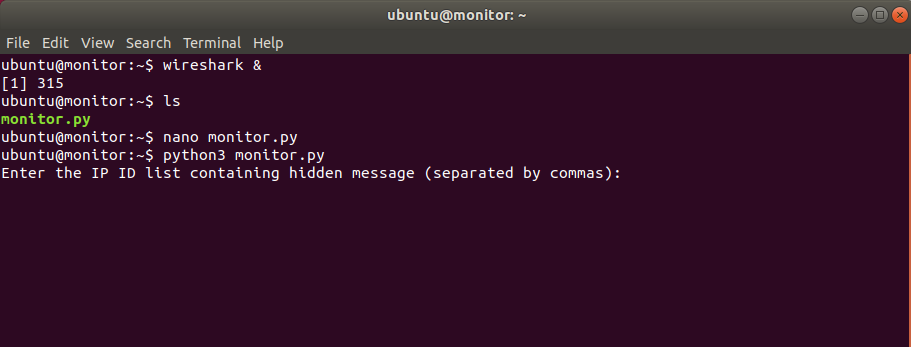 ubuntu@monitor: ~
File Edit View Search Terminal Help
ubuntu@monitor:~$ wireshark &
[1] 315
ubuntu@monitor:~$ ls
monitor.py
ubuntu@monitor:~$ nano monitor.py
ubuntu@monitor:~$ python3 monitor.py
Enter the IP ID list containing hidden message (separated by commas):